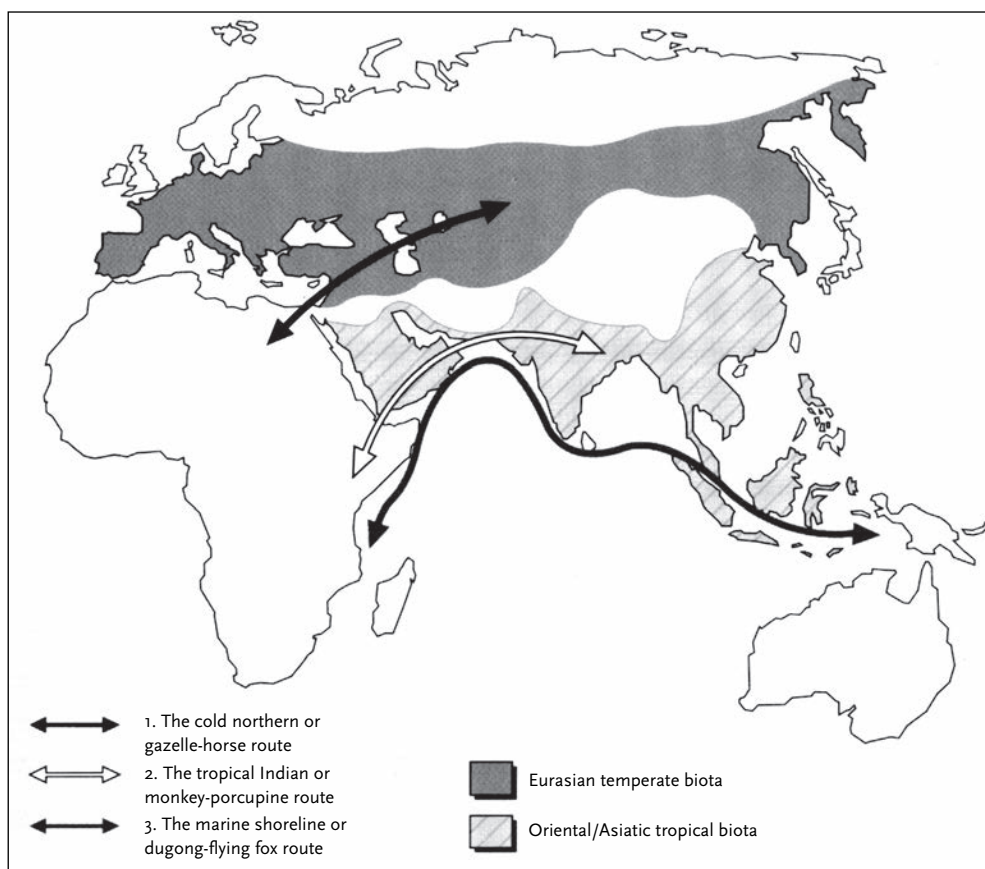 1. The cold northern or
gazelle-horse route
2. The tropical Indian or
monkey-porcupine route
3. The marine shoreline or
dugong-flying fox route
Eurasian temperate biota
Oriental/Asiatic tropical biota